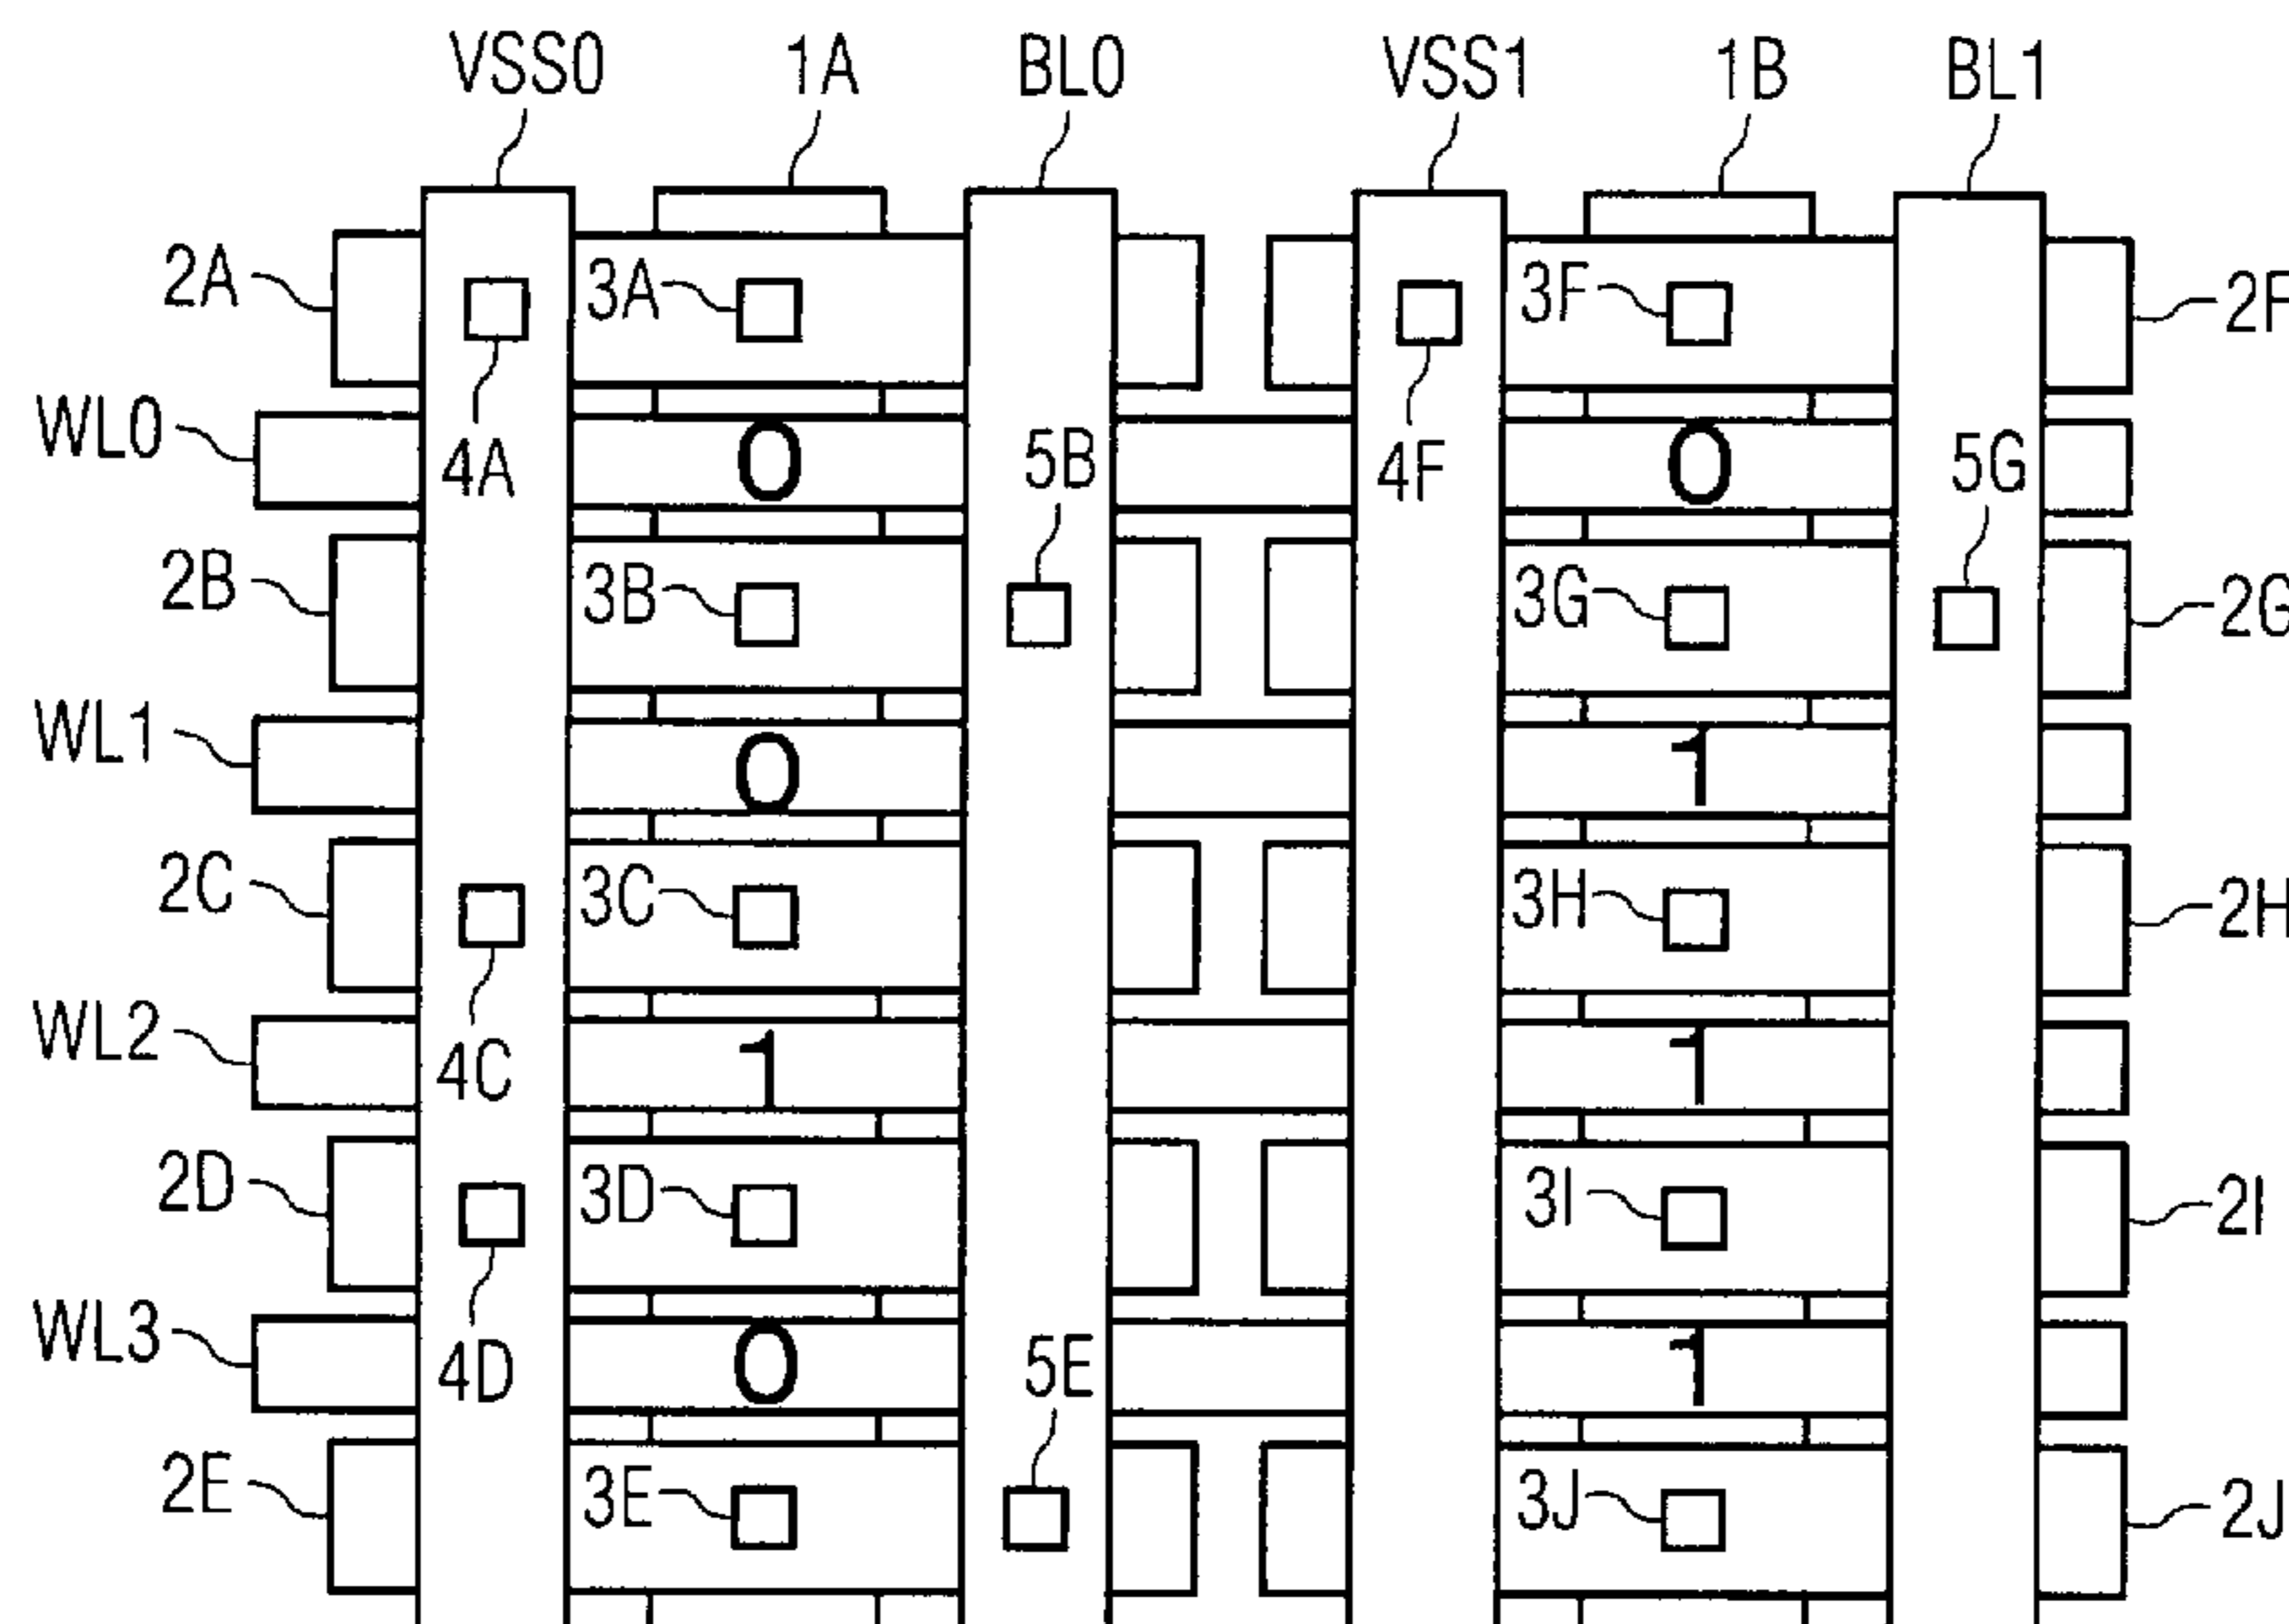 VSS0 1A BL0 VSS1 1B BL1
2A 3A 3F 2F
WL0 4A 0 5B 4F 0 5G
2B 3B 3G 2G
WL1 0 1
2C 3C 3H 2H
WL2 4C 1 1
2D 3D 3I 2I
WL3 4D 0 5E 1
2E 3E 3J 2J